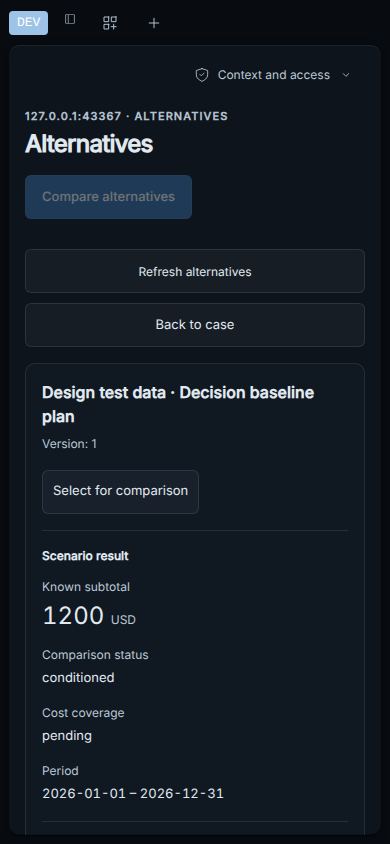 DEV
Context and access
127.0.0.1:43367 · ALTERNATIVES
Alternatives
Compare alternatives
Refresh alternatives
Back to case
Design test data · Decision baseline
plan
Version: 1
Select for comparison
Scenario result
Known subtotal
1200 USD
Comparison status
conditioned
Cost coverage
pending
Period
2026-01-01 – 2026-12-31